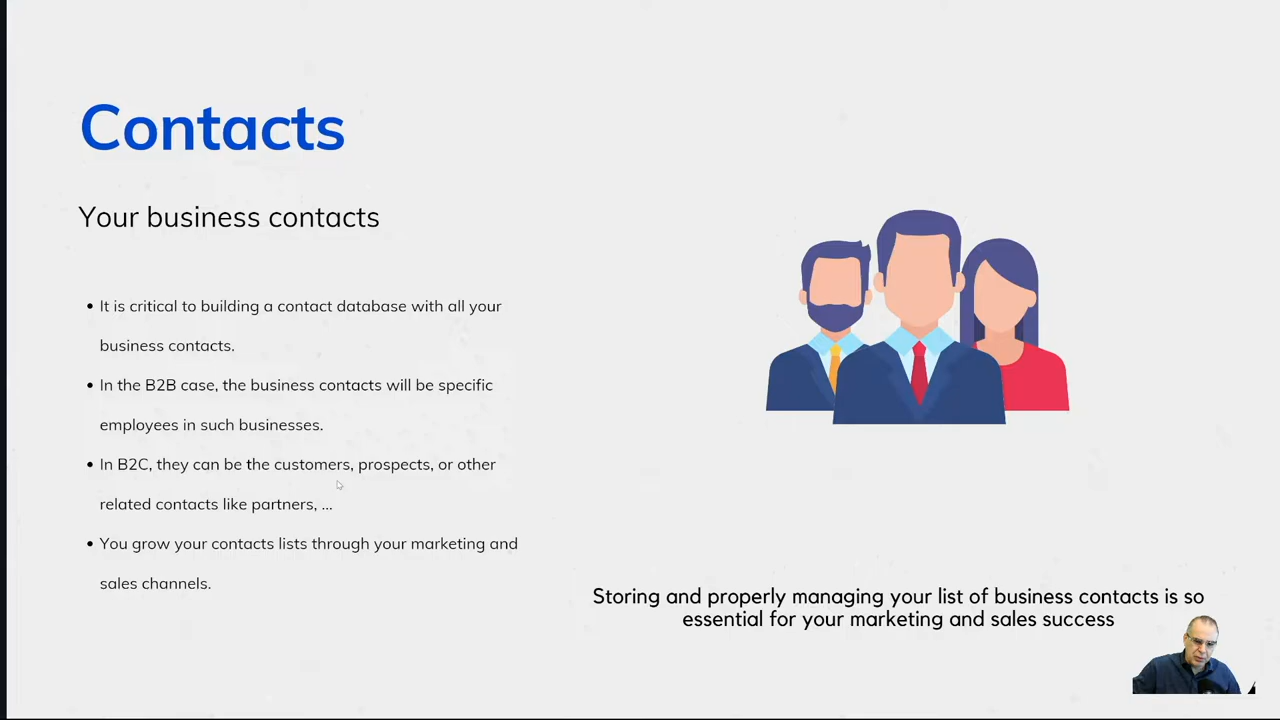 Contacts
Your business contacts
• It is critical to building a contact database with all your
business contacts.
• In the B2B case, the business contacts will be specific
employees in such businesses.
• In B2C, they can be the customers, prospects, or other
related contacts like partners, ...
• You grow your contacts lists through your marketing and
sales channels.
Storing and properly managing your list of business contacts is so
essential for your marketing and sales success